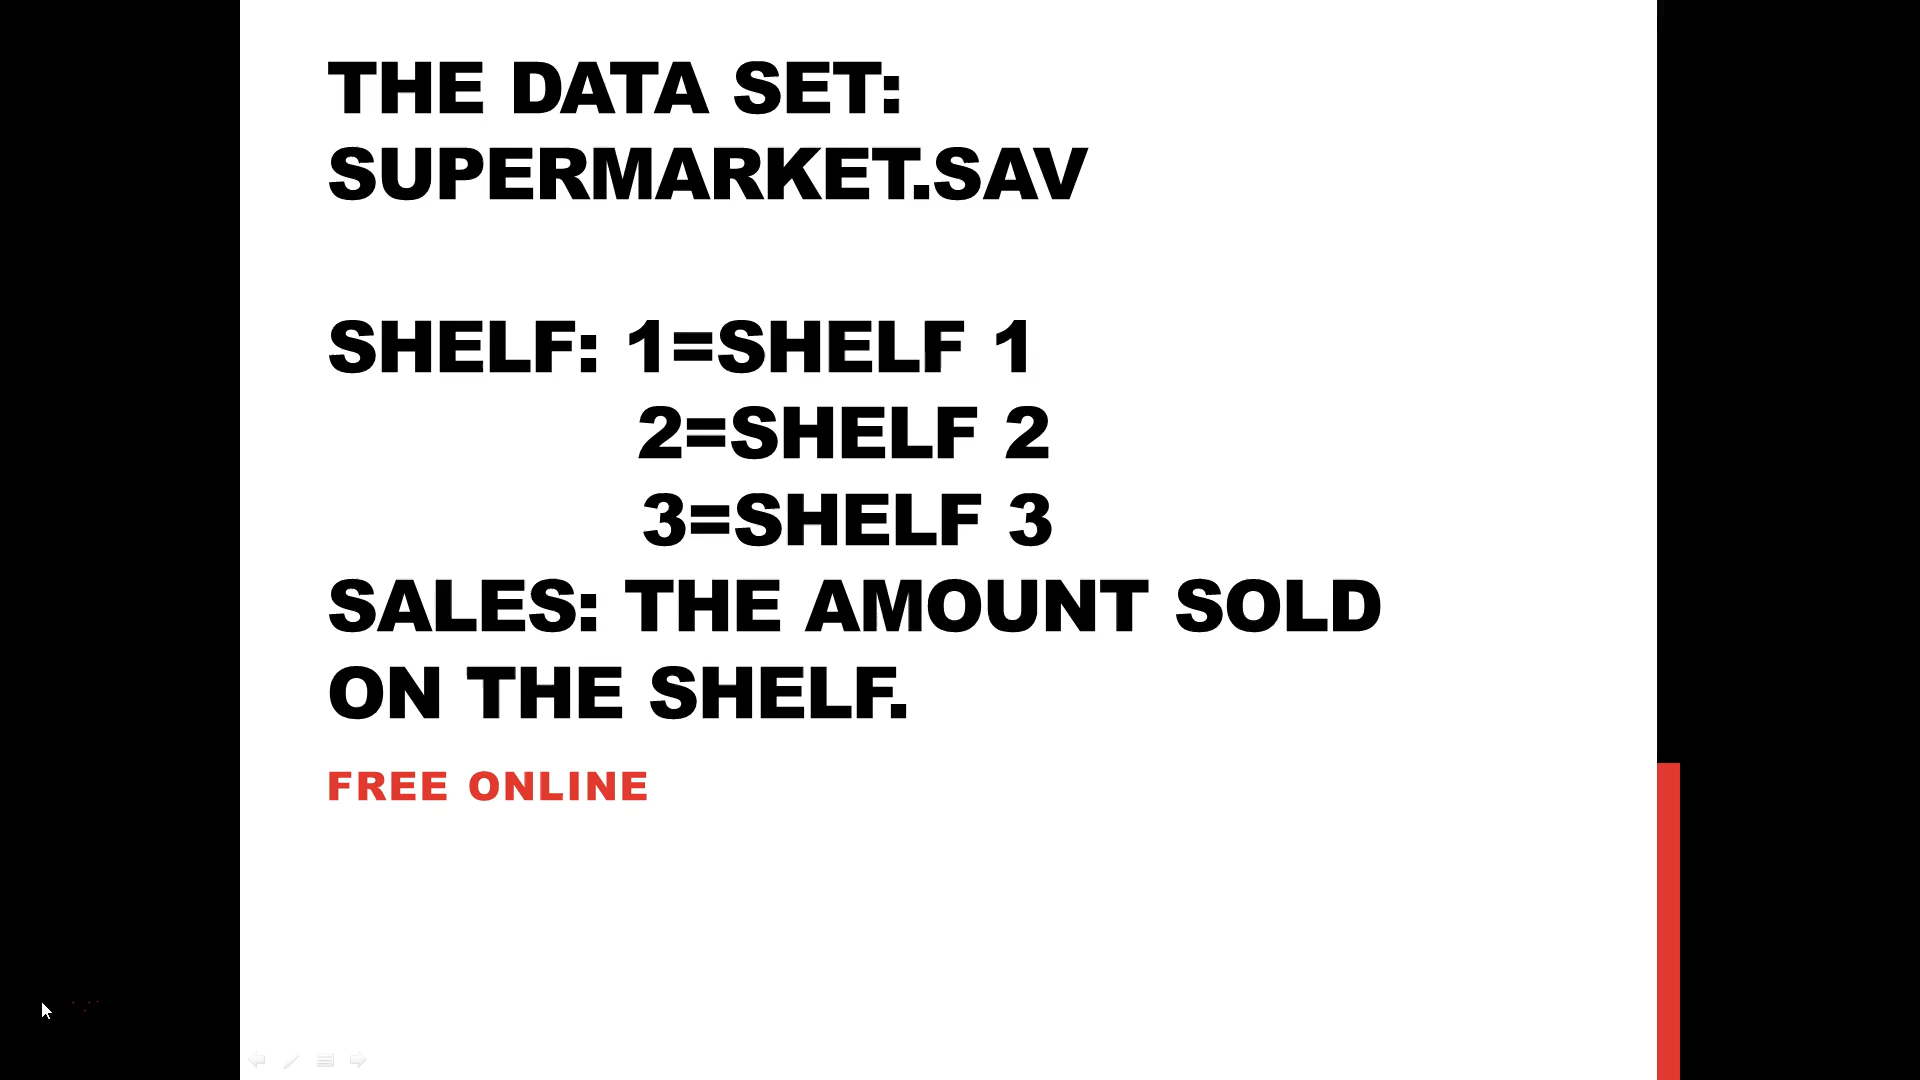 THE DATA SET:
SUPERMARKET.SAV
SHELF: 1=SHELF 1
2=SHELF 2
3=SHELF 3
SALES: THE AMOUNT SOLD
ON THE SHELF.
FREE ONLINE